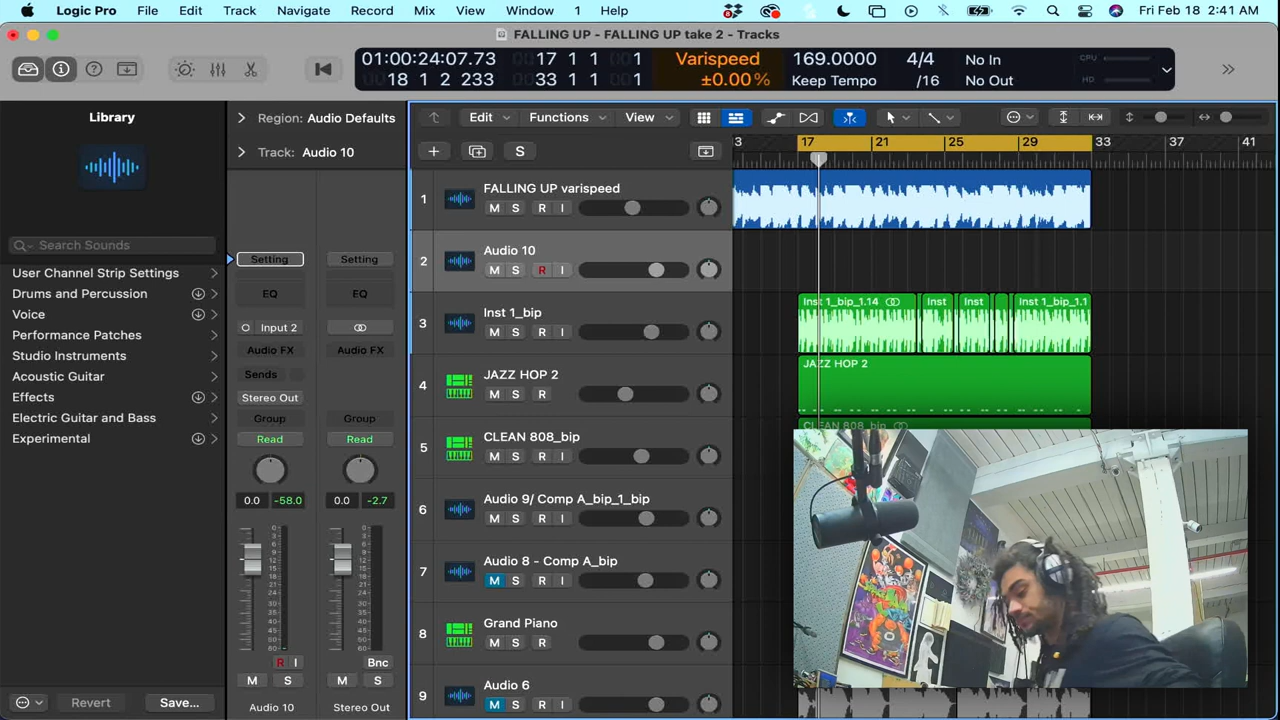 Logic Pro File Edit Track Navigate Record Mix View Window 1 Help Fri Feb 18 2:41 AM
FALLING UP - FALLING UP take 2 - Tracks
01:00:24:07.73 17 1 1 1 Varispeed 169.0000 4/4 No In CPU
18 1 2 233 33 1 1 1 ±0.00 % Keep Tempo /16 No Out HD
Library
Region: Audio Defaults
Track: Audio 10
Search Sounds
User Channel Strip Settings
Drums and Percussion
Voice
Performance Patches
Studio Instruments
Acoustic Guitar
Effects
Electric Guitar and Bass
Experimental
Revert Save...
Setting Setting
EQ EQ
Input 2
Audio FX Audio FX
Sends
Stereo Out
Group Group
Read Read
0.0 -58.0 0.0 -2.7
R I Bnc
M S M S
Audio 10 Stereo Out
Edit Functions View
S
3 17 21 25 29 33 37 41
1 FALLING UP varispeed
M S R I
2 Audio 10
M S R I
3 Inst 1_bip
M S R I
Inst 1_bip_1.14 Inst Inst Inst 1_bip_1.1
4 JAZZ HOP 2
M S R
JAZZ HOP 2
5 CLEAN 808_bip
M S R I
CLEAN 808_bip
6 Audio 9/ Comp A_bip_1_bip
M S R I
7 Audio 8 - Comp A_bip
M S R I
8 Grand Piano
M S R
9 Audio 6
M S R I